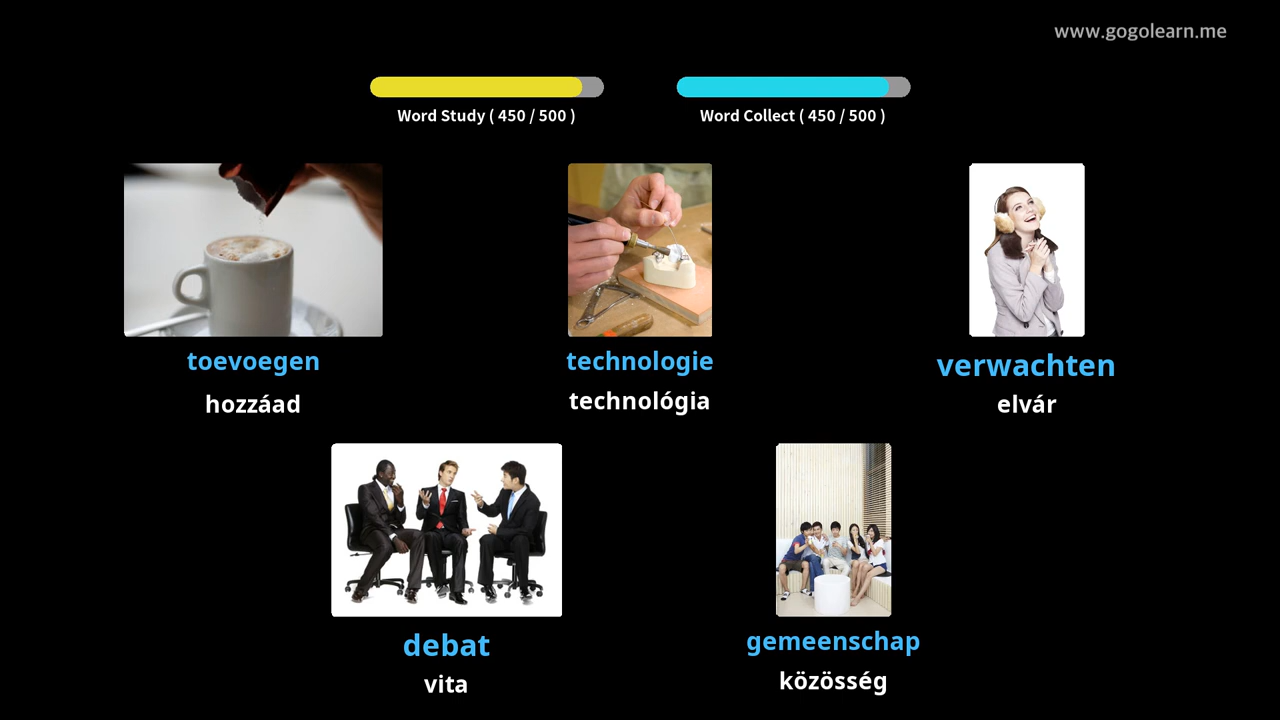 www.gogolearn.me
Word Study ( 450 / 500 )
Word Collect ( 450 / 500 )
toevoegen
hozzáad
technologie
technológia
verwachten
elvár
debat
vita
gemeenschap
közösség